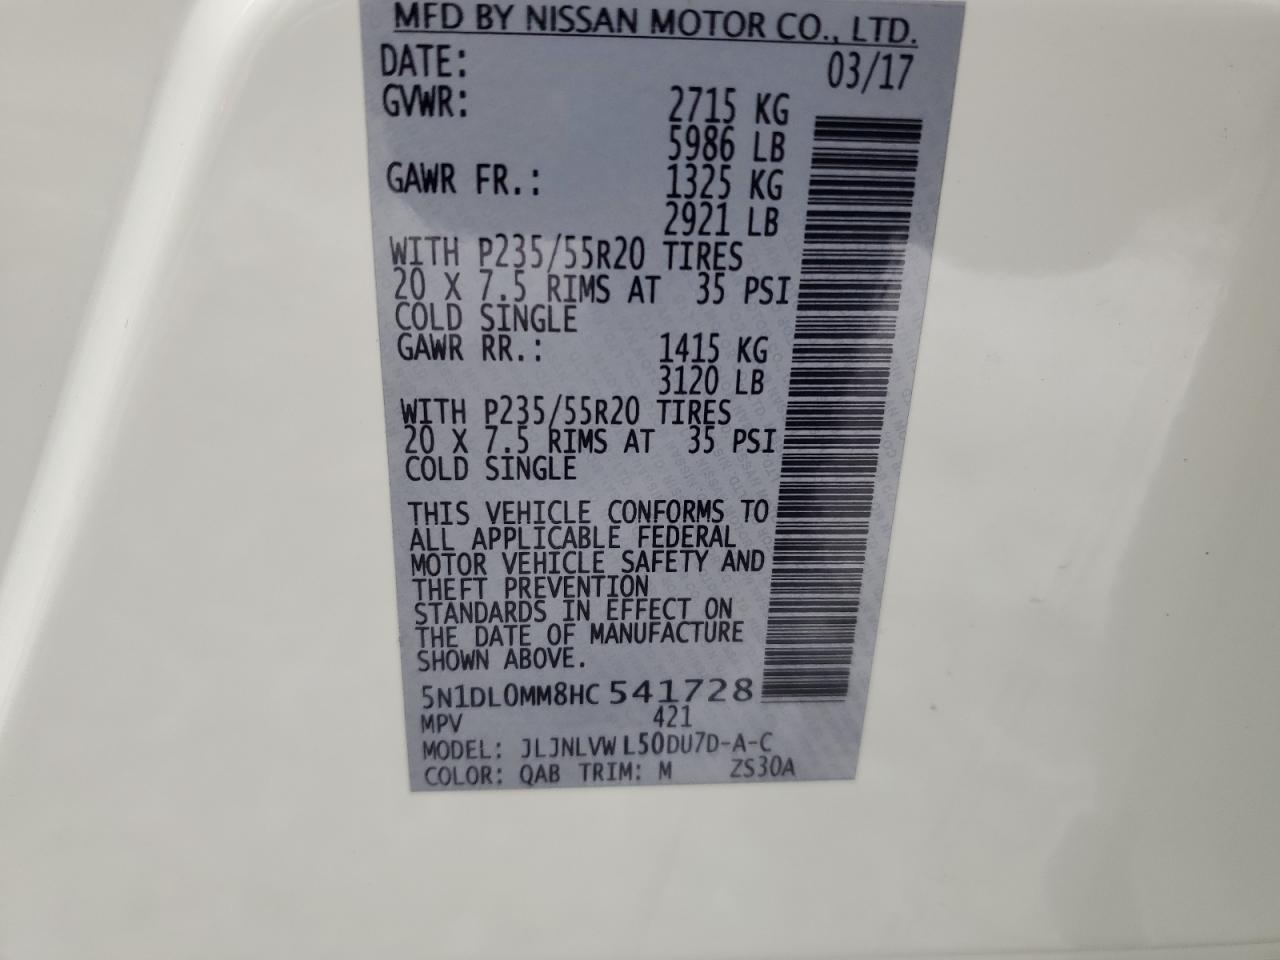 MFD BY NISSAN MOTOR CO., LTD.
DATE: 03/17
GVWR: 2715 KG
5986 LB
GAWR FR.: 1325 KG
2921 LB
WITH P235/55R20 TIRES
20 X 7.5 RIMS AT 35 PSI
COLD SINGLE
GAWR RR.: 1415 KG
3120 LB
WITH P235/55R20 TIRES
20 X 7.5 RIMS AT 35 PSI
COLD SINGLE
THIS VEHICLE CONFORMS TO
ALL APPLICABLE FEDERAL
MOTOR VEHICLE SAFETY AND
THEFT PREVENTION
STANDARDS IN EFFECT ON
THE DATE OF MANUFACTURE
SHOWN ABOVE.
5N1DL0MM8HC 541728
MPV 421
MODEL: JLJNLVW L50DU7D-A-C
COLOR: QAB TRIM: M ZS30A